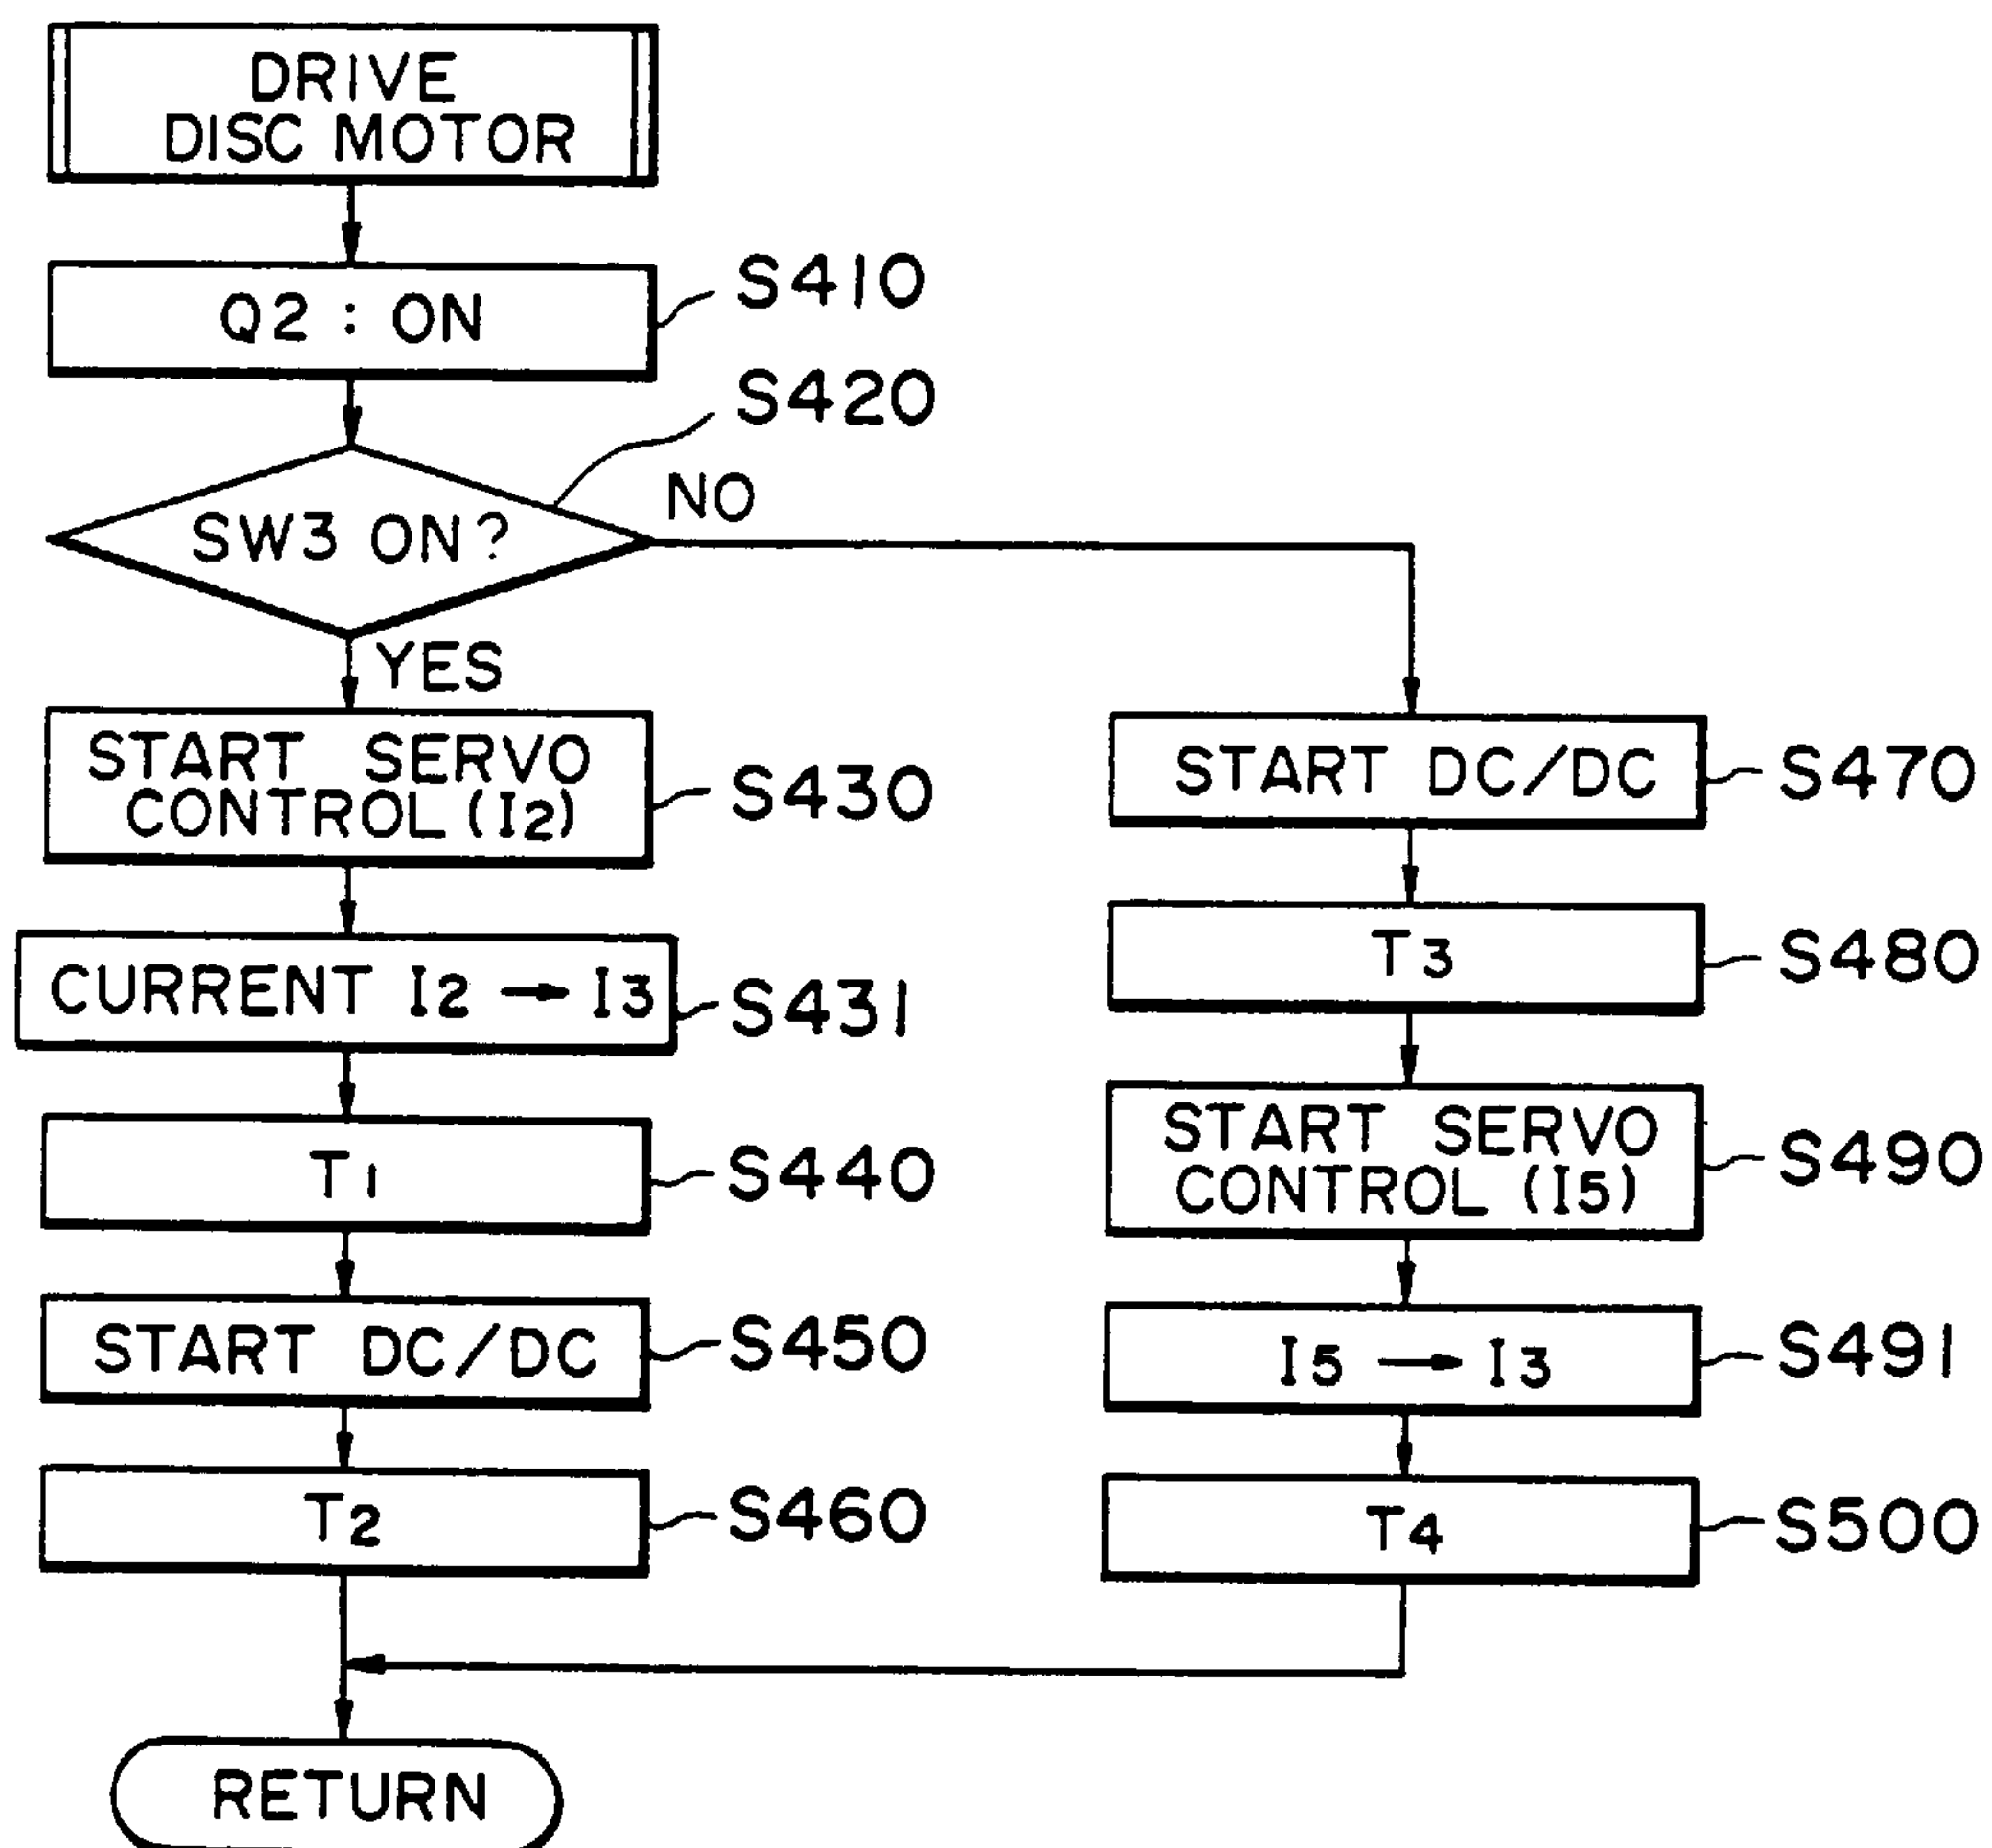 DRIVE
DISC MOTOR
Q2 : ON
S410
S420
SW3 ON?
NO
YES
START SERVO
CONTROL (I2)
S430
CURRENT I2 → I3
S431
T1
S440
START DC/DC
S450
T2
S460
START DC/DC
S470
T3
S480
START SERVO
CONTROL (I5)
S490
I5 → I3
S491
T4
S500
RETURN